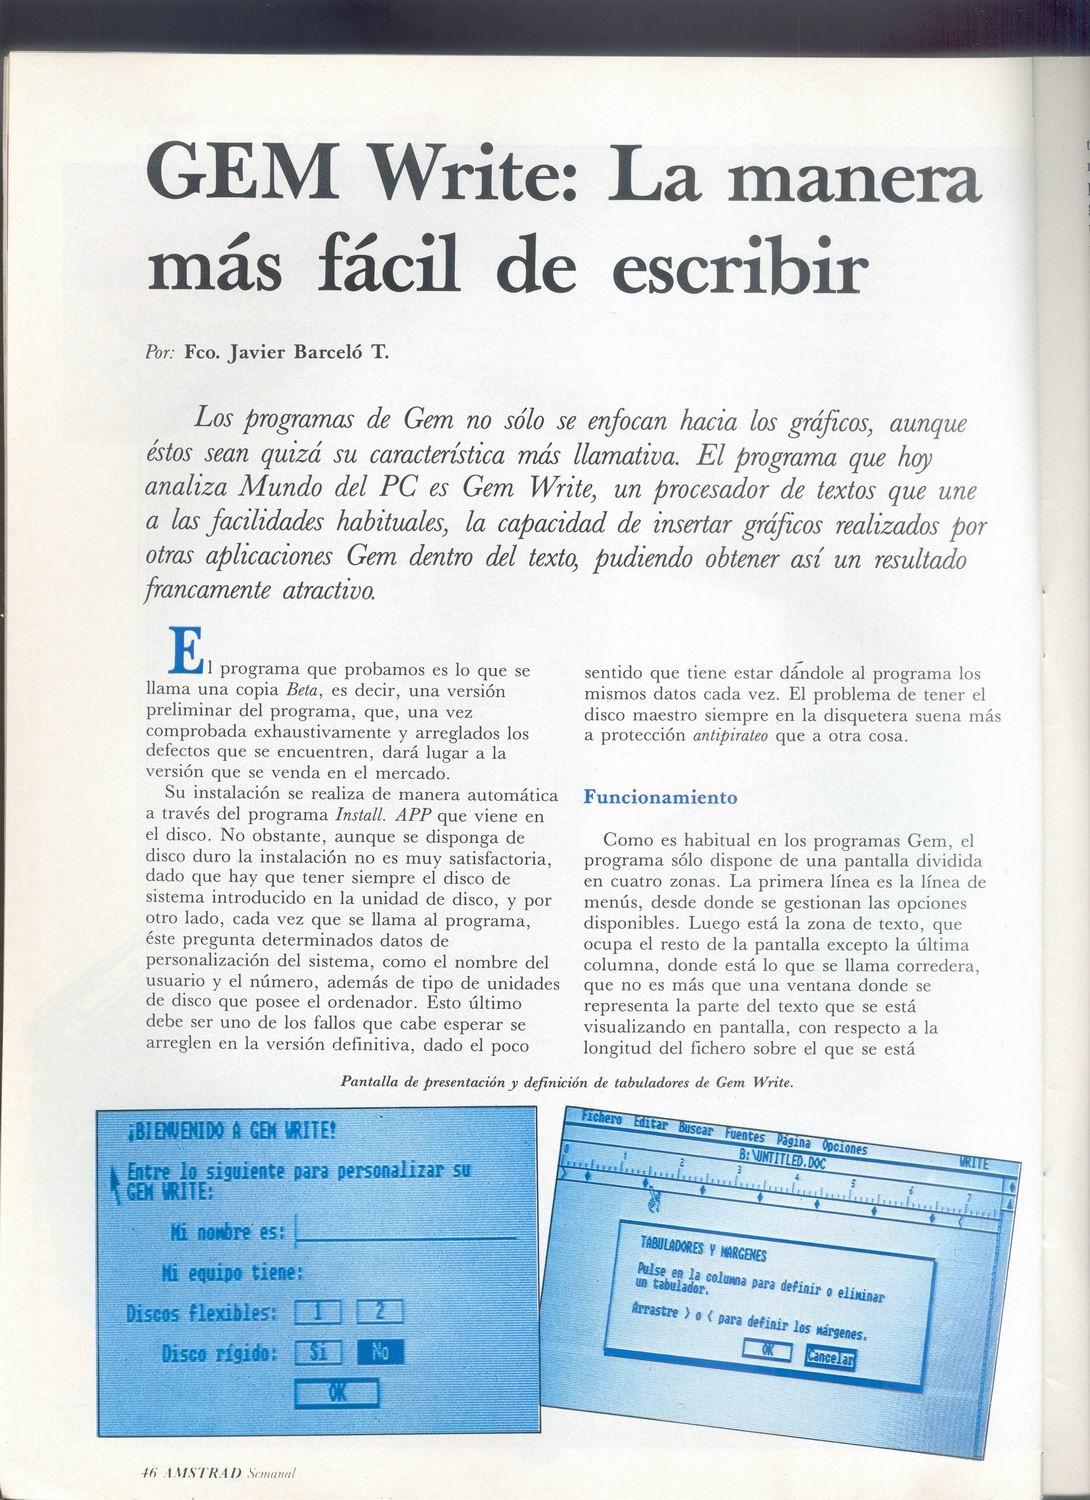 GEM Write: La manera
más fácil de escribir
Por: Fco. Javier Barceló T.
Los programas de Gem no sólo se enfocan hacia los gráficos, aunque
éstos sean quizá su característica más llamativa. El programa que hoy
analiza Mundo del PC es Gem Write, un procesador de textos que une
a las facilidades habituales, la capacidad de insertar gráficos realizados por
otras aplicaciones Gem dentro del texto, pudiendo obtener así un resultado
francamente atractivo.
El programa que probamos es lo que se
llama una copia Beta, es decir, una versión
preliminar del programa, que, una vez
comprobada exhaustivamente y arreglados los
defectos que se encuentren, dará lugar a la
versión que se venda en el mercado.
Su instalación se realiza de manera automática
a través del programa Install. APP que viene en
el disco. No obstante, aunque se disponga de
disco duro la instalación no es muy satisfactoria,
dado que hay que tener siempre el disco de
sistema introducido en la unidad de disco, y por
otro lado, cada vez que se llama al programa,
éste pregunta determinados datos de
personalización del sistema, como el nombre del
usuario y el número, además de tipo de unidades
de disco que posee el ordenador. Esto último
debe ser uno de los fallos que cabe esperar se
arreglen en la versión definitiva, dado el poco
sentido que tiene estar dándole al programa los
mismos datos cada vez. El problema de tener el
disco maestro siempre en la disquetera suena más
a protección antipirateo que a otra cosa.
Funcionamiento
Como es habitual en los programas Gem, el
programa sólo dispone de una pantalla dividida
en cuatro zonas. La primera línea es la línea de
menús, desde donde se gestionan las opciones
disponibles. Luego está la zona de texto, que
ocupa el resto de la pantalla excepto la última
columna, donde está lo que se llama corredera,
que no es más que una ventana donde se
representa la parte del texto que se está
visualizando en pantalla, con respecto a la
longitud del fichero sobre el que se está
Pantalla de presentación y definición de tabuladores de Gem Write.
¡BIENVENIDO A GEM WRITE!
Entre lo siguiente para personalizar su
GEM WRITE:
Mi nombre es:
Mi equipo tiene:
Discos flexibles: 1 2
Disco rígido: Si No
OK
Fichero Editar Buscar Fuentes Página Opciones WRITE
B:\UNTITLED.DOC
0 1 2 3 4 5 6 7
TABULADORES Y MARGENES
Pulse en la columna para definir o eliminar
un tabulador.
Arrastre > o < para definir los márgenes.
OK Cancelar
46 AMSTRAD Semanal